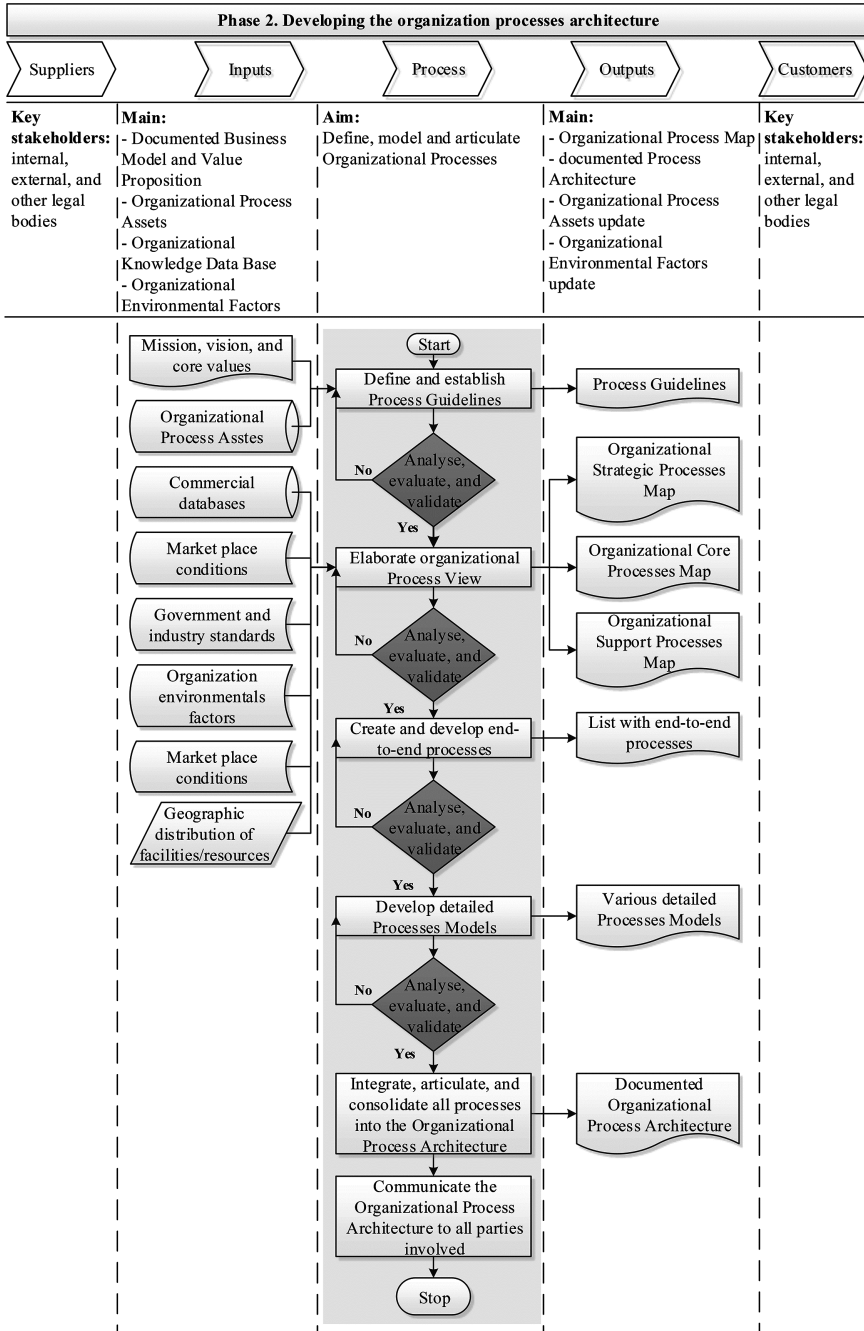 Phase 2. Developing the organization processes architecture
Suppliers
Inputs
Process
Outputs
Customers
Key
stakeholders:
internal,
external, and
other legal
bodies
Main:
- Documented Business
Model and Value
Proposition
- Organizational Process
Assets
- Organizational
Knowledge Data Base
- Organizational
Environmental Factors
Aim:
Define, model and articulate
Organizational Processes
Main:
- Organizational Process Map
- documented Process
Architecture
- Organizational Process
Assets update
- Organizational
Environmental Factors
update
Key
stakeholders:
internal,
external, and
other legal
bodies
Mission, vision, and
core values
Organizational
Process Asstes
Commercial
databases
Market place
conditions
Government and
industry standards
Organization
environmentals
factors
Market place
conditions
Geographic
distribution of
facilities/resources
Start
Define and establish
Process Guidelines
Analyse,
evaluate, and
validate
No
Yes
Elaborate organizational
Process View
Analyse,
evaluate, and
validate
No
Yes
Create and develop end-
to-end processes
Analyse,
evaluate, and
validate
No
Yes
Develop detailed
Processes Models
Analyse,
evaluate, and
validate
No
Yes
Integrate, articulate, and
consolidate all processes
into the Organizational
Process Architecture
Communicate the
Organizational Process
Architecture to all parties
involved
Stop
Process Guidelines
Organizational
Strategic Processes
Map
Organizational Core
Processes Map
Organizational
Support Processes
Map
List with end-to-end
processes
Various detailed
Processes Models
Documented
Organizational
Process Architecture